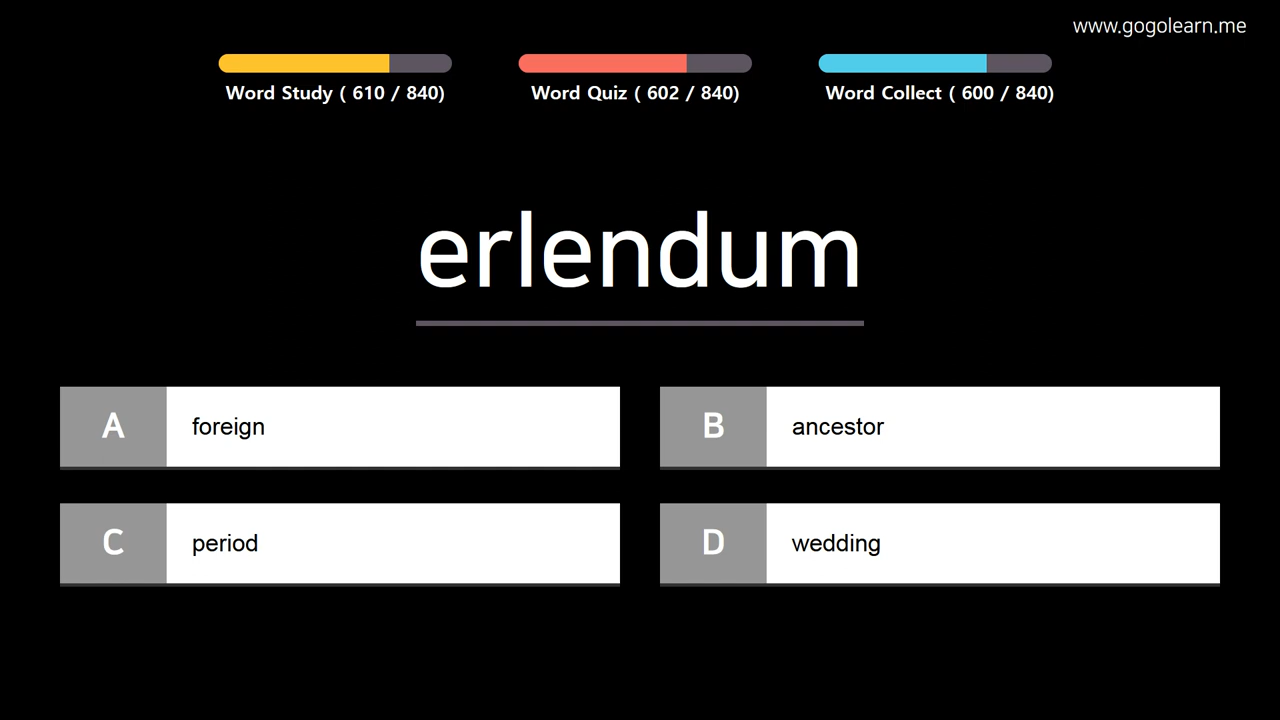 www.gogolearn.me
Word Study ( 610 / 840)
Word Quiz ( 602 / 840)
Word Collect ( 600 / 840)
erlendum
A foreign
B ancestor
C period
D wedding